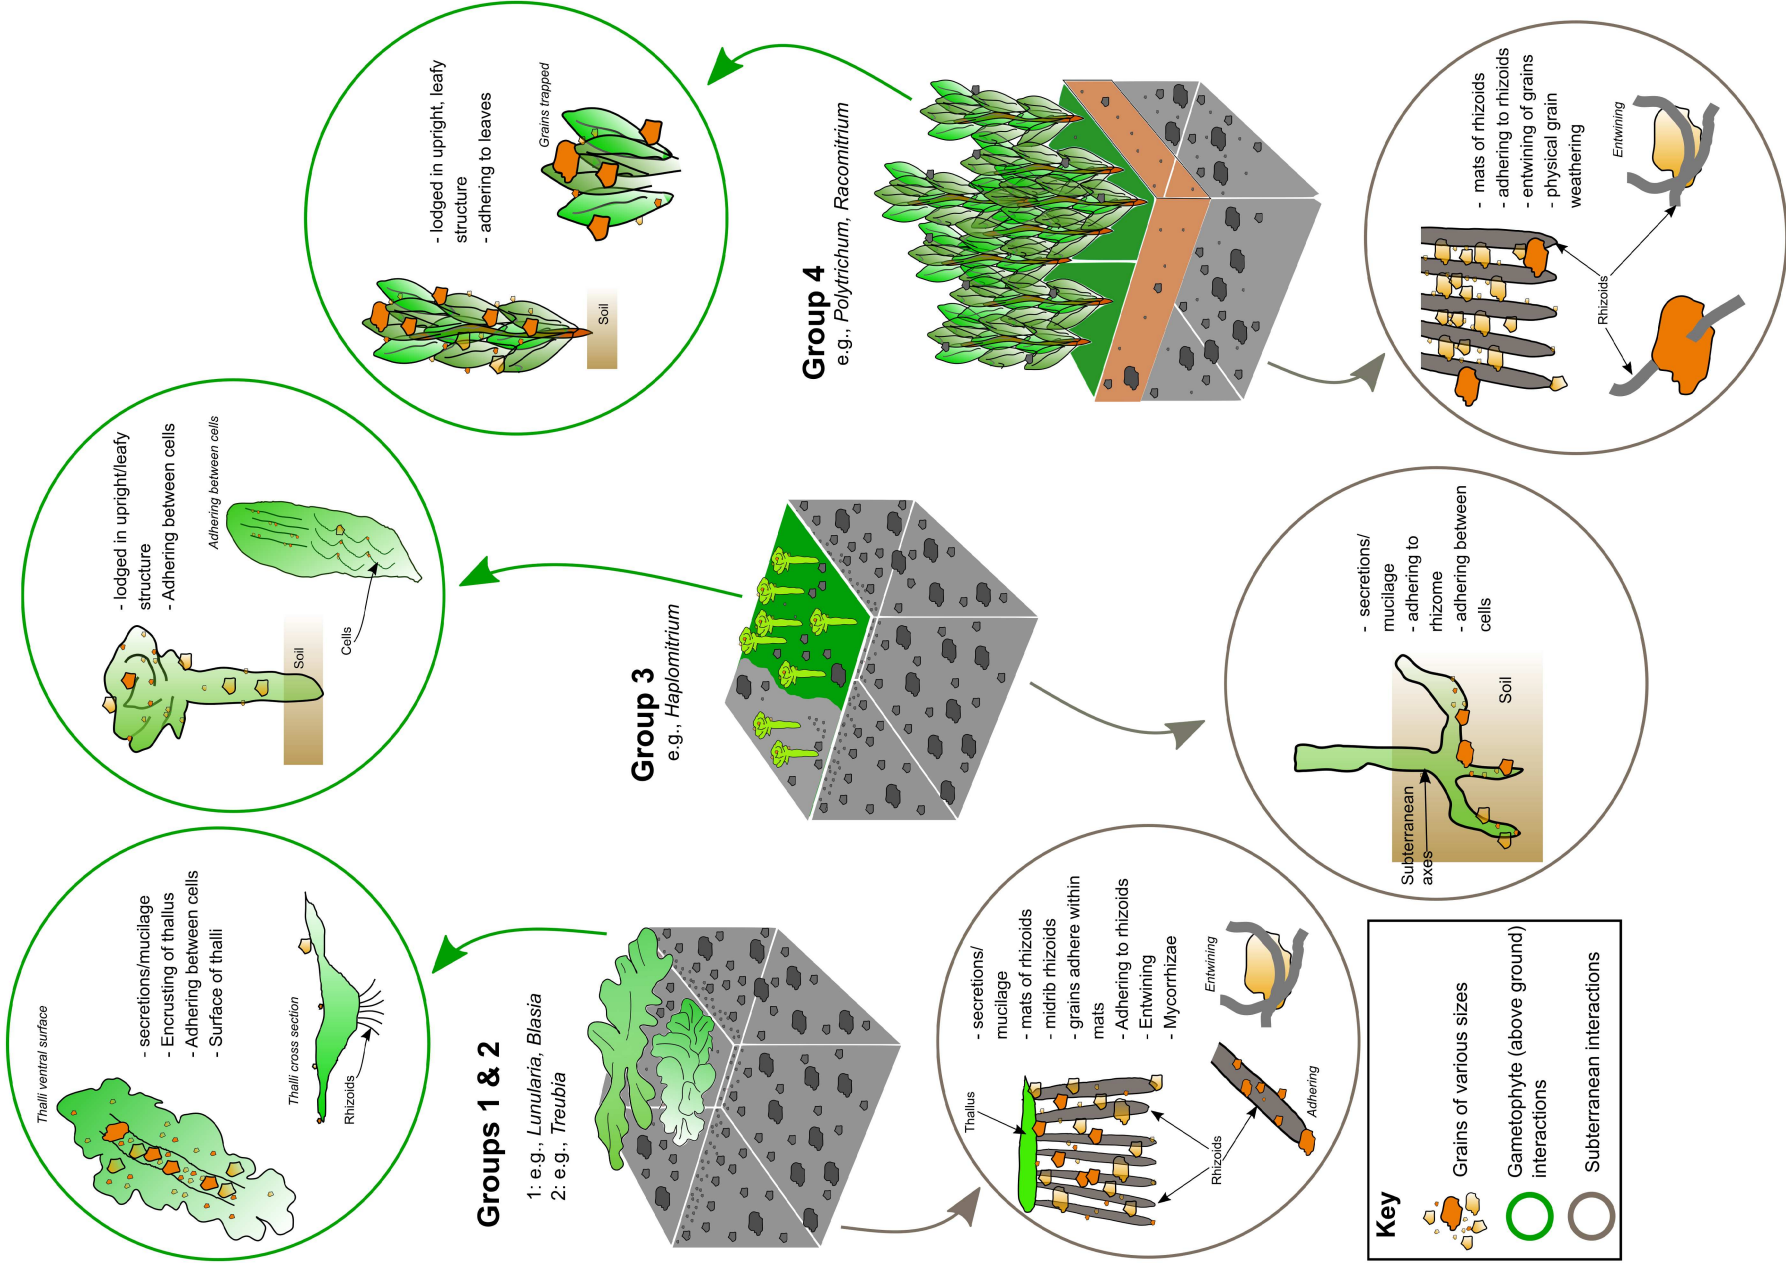 Thalli ventral surface
- secretions/mucilage
- Encrusting of thallus
- Adhering between cells
- Surface of thalli
Thalli cross section
Rhizoids
- lodged in upright/leafy
structure
- Adhering between cells
Adhering between cells
Soil
Cells
- lodged in upright, leafy
structure
- adhering to leaves
Grains trapped
Soil
Groups 1 & 2
1: e.g., Lunularia, Blasia
2: e.g., Treubia
Group 3
e.g., Haplomitrium
Group 4
e.g., Polytrichum, Racomitrium
Thallus
- secretions/
mucilage
- mats of rhizoids
- midrib rhizoids
- grains adhere within
mats
- Adhering to rhizoids
- Entwining
- Mycorrhizae
Rhizoids
Adhering
Entwining
Subterranean
axes
Soil
- secretions/
mucilage
- adhering to
rhizome
- adhering between
cells
- mats of rhizoids
- adhering to rhizoids
- entwining of grains
- physical grain
weathering
Rhizoids
Entwining
Key
Grains of various sizes
Gametophyte (above ground)
interactions
Subterranean interactions